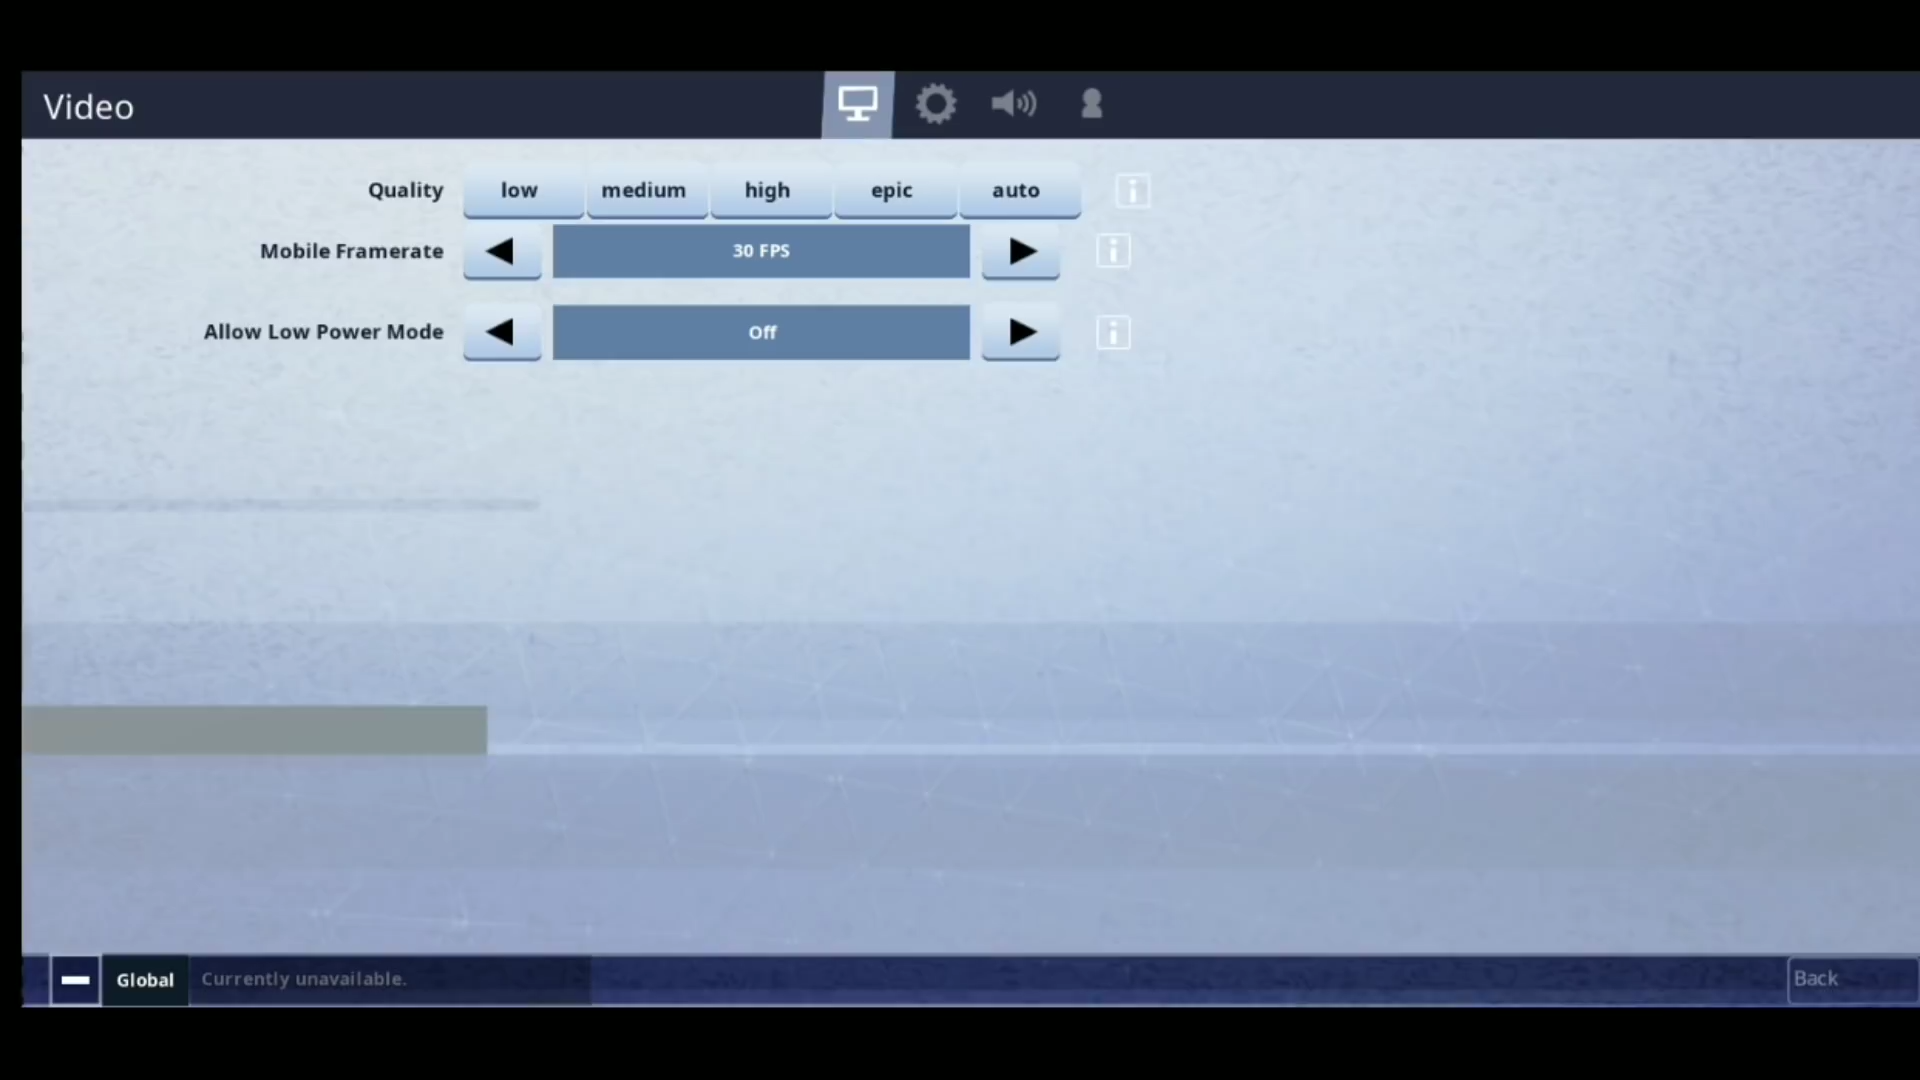 Video
Quality low medium high epic auto
Mobile Framerate 30 FPS
Allow Low Power Mode Off
Global Currently unavailable. Back